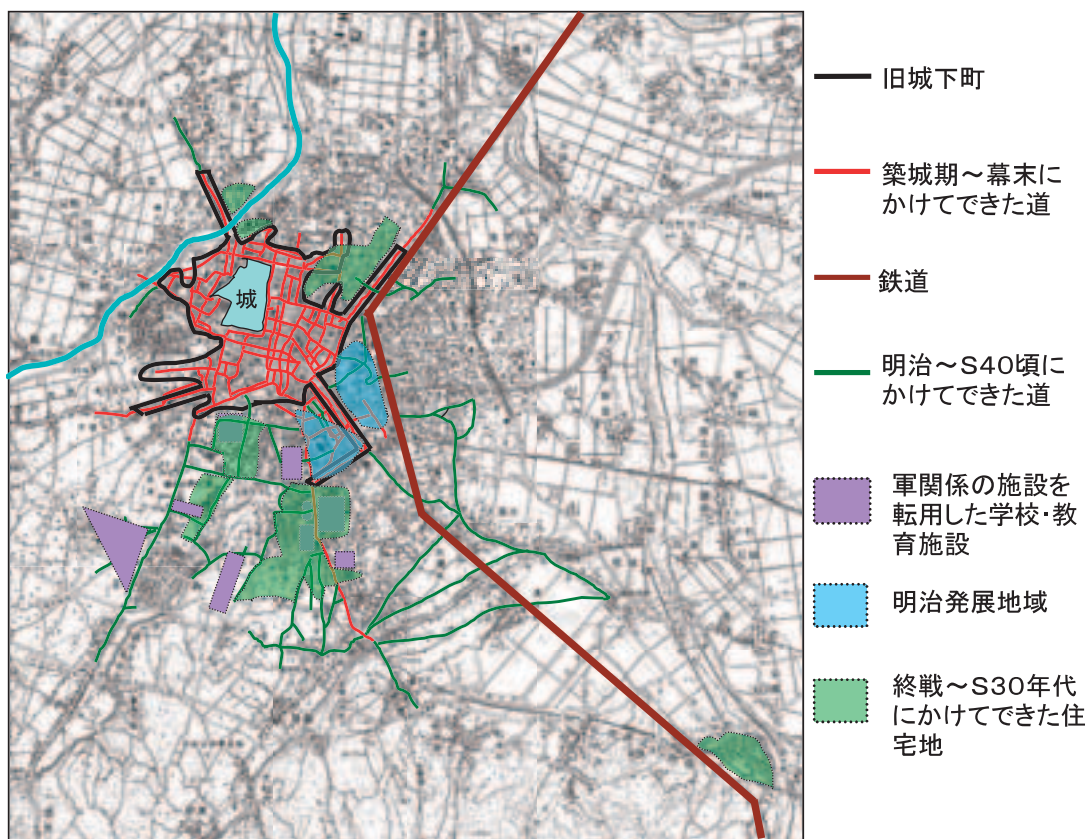 城
旧城下町
築城期～幕末に
かけてできた道
鉄道
明治～S40頃に
かけてできた道
軍関係の施設を
転用した学校・教
育施設
明治発展地域
終戦～S30年代
にかけてできた住
宅地